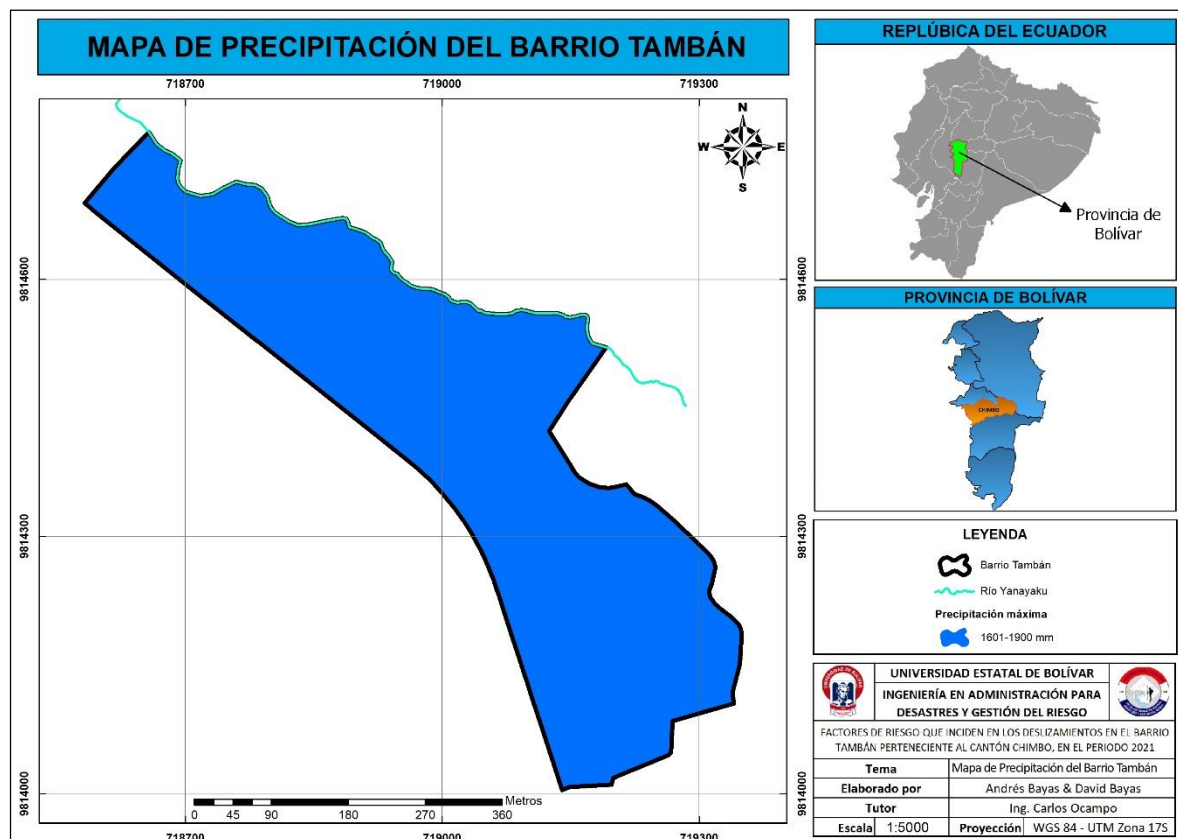 MAPA DE PRECIPITACIÓN DEL BARRIO TAMBÁN
718700 719000 719300
N
W E
S
9814600 9814600
9814300 9814300
9814000 9814000
Metros
0 45 90 180 270 360
718700 719000 719300
REPLÚBICA DEL ECUADOR
Provincia de
Bolívar
PROVINCIA DE BOLÍVAR
CHIMBO
LEYENDA
Barrio Tambán
Río Yanayaku
Precipitación máxima
1601-1900 mm
UNIVERSIDAD ESTATAL DE BOLÍVAR
INGENIERÍA EN ADMINISTRACIÓN PARA
DESASTRES Y GESTIÓN DEL RIESGO
FACTORES DE RIESGO QUE INCIDEN EN LOS DESLIZAMIENTOS EN EL BARRIO
TAMBÁN PERTENECIENTE AL CANTÓN CHIMBO, EN EL PERIODO 2021
Tema Mapa de Precipitación del Barrio Tambán
Elaborado por Andrés Bayas & David Bayas
Tutor Ing. Carlos Ocampo
Escala 1:5000 Proyección WGS 84 - UTM Zona 17S